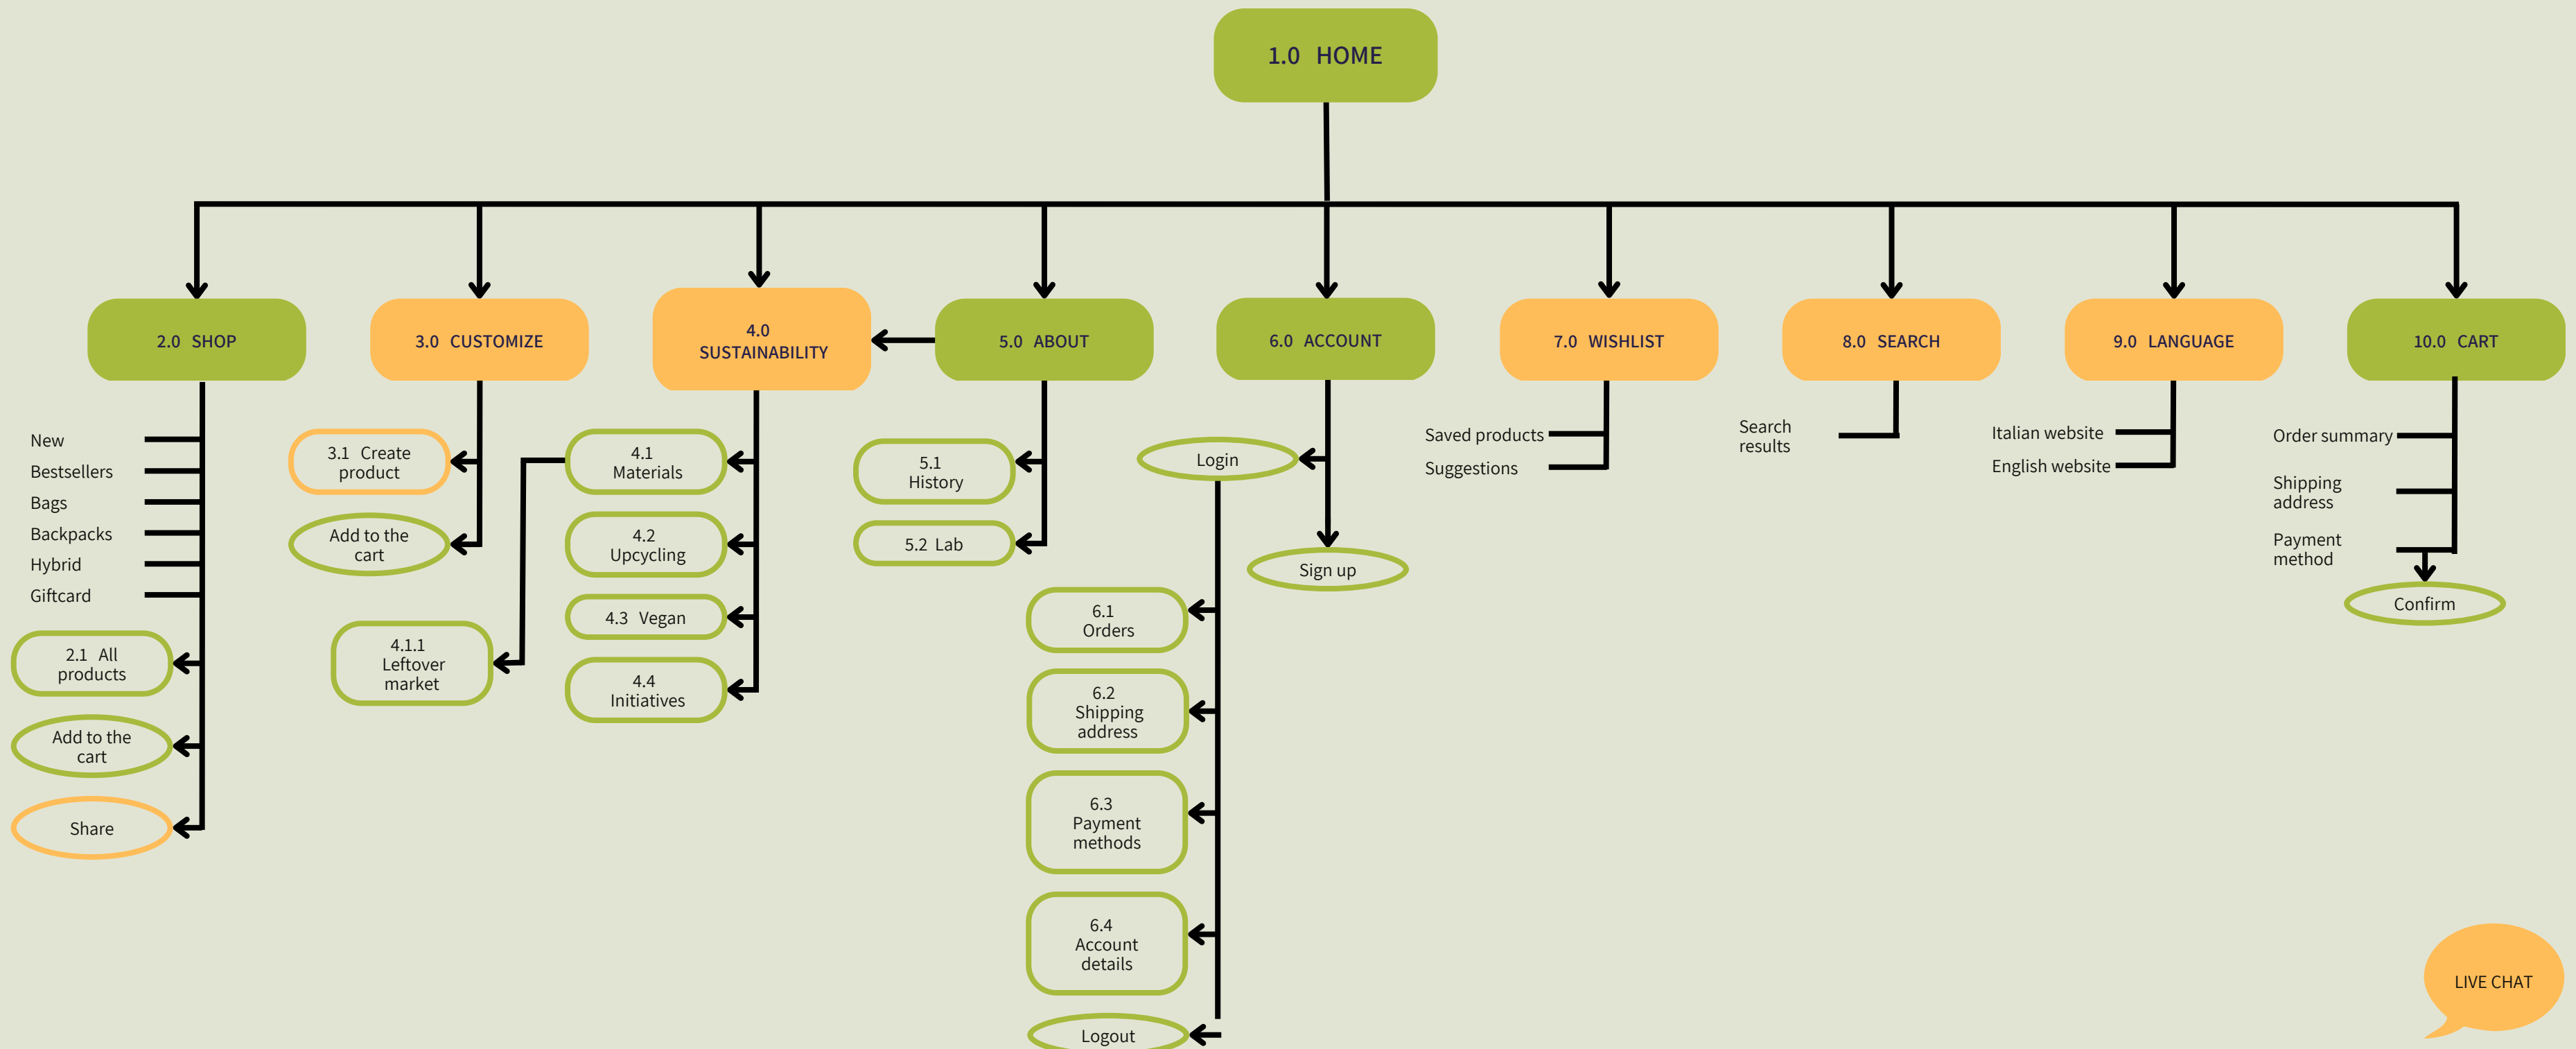 1.0 HOME
2.0 SHOP
3.0 CUSTOMIZE
4.0
SUSTAINABILITY
5.0 ABOUT
6.0 ACCOUNT
7.0 WISHLIST
8.0 SEARCH
9.0 LANGUAGE
10.0 CART
New
Bestsellers
Bags
Backpacks
Hybrid
Giftcard
2.1 All
products
Add to the
cart
Share
3.1 Create
product
Add to the
cart
4.1
Materials
4.2
Upcycling
4.3 Vegan
4.4
Initiatives
4.1.1
Leftover
market
5.1
History
5.2 Lab
Login
Sign up
6.1
Orders
6.2
Shipping
address
6.3
Payment
methods
6.4
Account
details
Logout
Saved products
Suggestions
Search
results
Italian website
English website
Order summary
Shipping
address
Payment
method
Confirm
LIVE CHAT